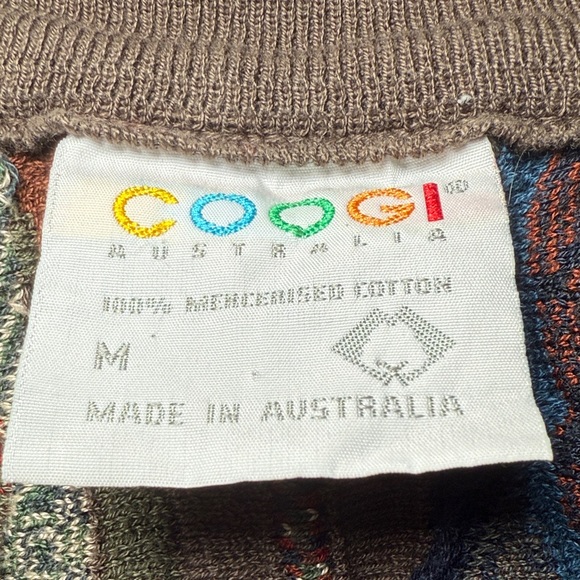 COOGI®
AUSTRALIA
100% MERCERISED COTTON
M
MADE IN AUSTRALIA